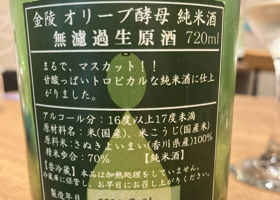 金陵 オリーブ酵母 純米酒
無濾過生原酒 720ml
まるで、マスカット!!
甘酸っぱいトロピカルな純米酒に仕上
がりました。
アルコール分:16度以上17度未満
原材料名:米(国産)、米こうじ(国産米)
原料米:さぬきよいまい(香川県産)100%
精米歩合:70% 【純米酒】
【要冷蔵】本品は加熱処理をしていません。
冷蔵庫に保管し、お早目にお召し上がりください。
製造年月